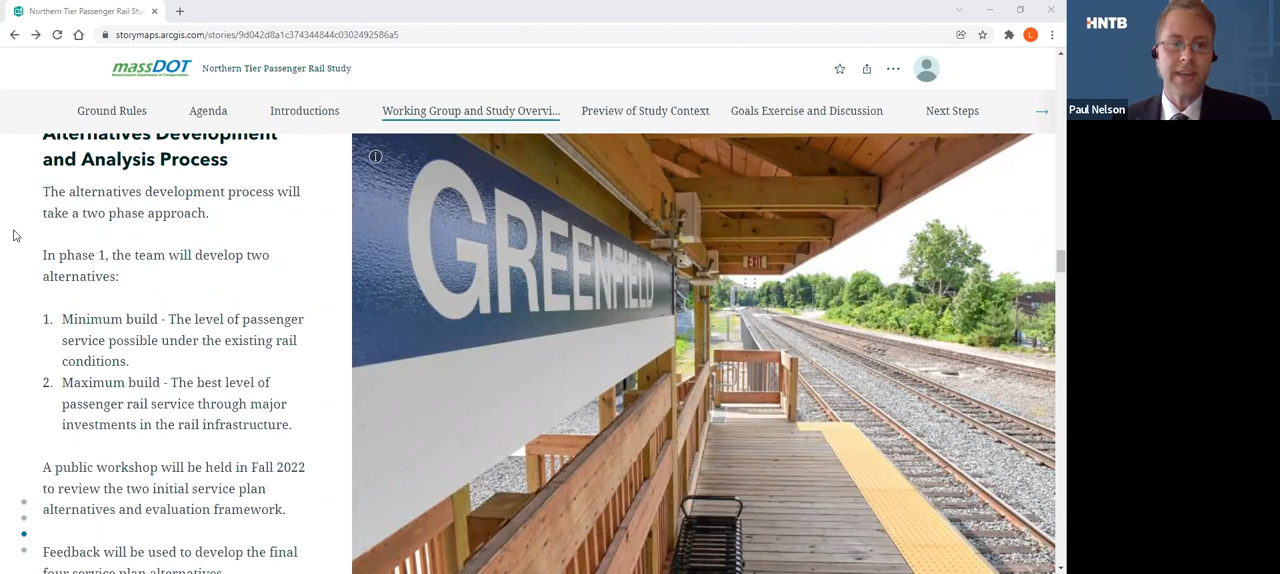 Northern Tier Passenger Rail Stu
storymaps.arcgis.com/stories/9d042d8a1c374344844c0302492586a5
L
massDOT
Northern Tier Passenger Rail Study
Ground Rules
Agenda
Introductions
Working Group and Study Overvi...
Preview of Study Context
Goals Exercise and Discussion
Next Steps
Alternatives Development
and Analysis Process
The alternatives development process will
take a two phase approach.
In phase 1, the team will develop two
alternatives:
1. Minimum build - The level of passenger
service possible under the existing rail
conditions.
2. Maximum build - The best level of
passenger rail service through major
investments in the rail infrastructure.
A public workshop will be held in Fall 2022
to review the two initial service plan
alternatives and evaluation framework.
Feedback will be used to develop the final
four service plan alternatives
GREENFIELD
EXIT
HNTB
Paul Nelson